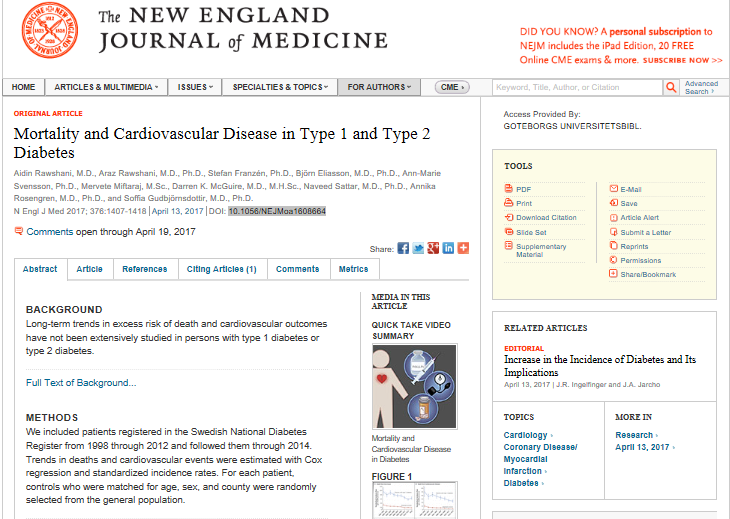 The NEW ENGLAND
JOURNAL of MEDICINE
DID YOU KNOW? A personal subscription to
NEJM includes the iPad Edition, 20 FREE
Online CME exams & more. SUBSCRIBE NOW >>
HOME
ARTICLES & MULTIMEDIA
ISSUES
SPECIALTIES & TOPICS
FOR AUTHORS
CME ›
Keyword, Title, Author, or Citation
Advanced
Search ›
ORIGINAL ARTICLE
Mortality and Cardiovascular Disease in Type 1 and Type 2
Diabetes
Aidin Rawshani, M.D., Araz Rawshani, M.D., Ph.D., Stefan Franzén, Ph.D., Björn Eliasson, M.D., Ph.D., Ann-Marie
Svensson, Ph.D., Mervete Miftaraj, M.Sc., Darren K. McGuire, M.D., M.H.Sc., Naveed Sattar, M.D., Ph.D., Annika
Rosengren, M.D., Ph.D., and Soffia Gudbjörnsdottir, M.D., Ph.D.
N Engl J Med 2017; 376:1407-1418 | April 13, 2017 | DOI: 10.1056/NEJMoa1608664
Comments open through April 19, 2017
Share:
Abstract
Article
References
Citing Articles (1)
Comments
Metrics
BACKGROUND
Long-term trends in excess risk of death and cardiovascular outcomes
have not been extensively studied in persons with type 1 diabetes or
type 2 diabetes.
Full Text of Background...
METHODS
We included patients registered in the Swedish National Diabetes
Register from 1998 through 2012 and followed them through 2014.
Trends in deaths and cardiovascular events were estimated with Cox
regression and standardized incidence rates. For each patient,
controls who were matched for age, sex, and county were randomly
selected from the general population.
MEDIA IN THIS
ARTICLE
QUICK TAKE VIDEO
SUMMARY
Mortality and
Cardiovascular Disease
in Diabetes
FIGURE 1
Access Provided By:
GOTEBORGS UNIVERSITETSBIBL.
TOOLS
PDF
Print
Download Citation
Slide Set
Supplementary
Material
E-Mail
Save
Article Alert
Submit a Letter
Reprints
Permissions
Share/Bookmark
RELATED ARTICLES
EDITORIAL
Increase in the Incidence of Diabetes and Its
Implications
April 13, 2017 | J.R. Ingelfinger and J.A. Jarcho
TOPICS
Cardiology ›
Coronary Disease/
Myocardial
Infarction ›
Diabetes ›
MORE IN
Research ›
April 13, 2017 ›